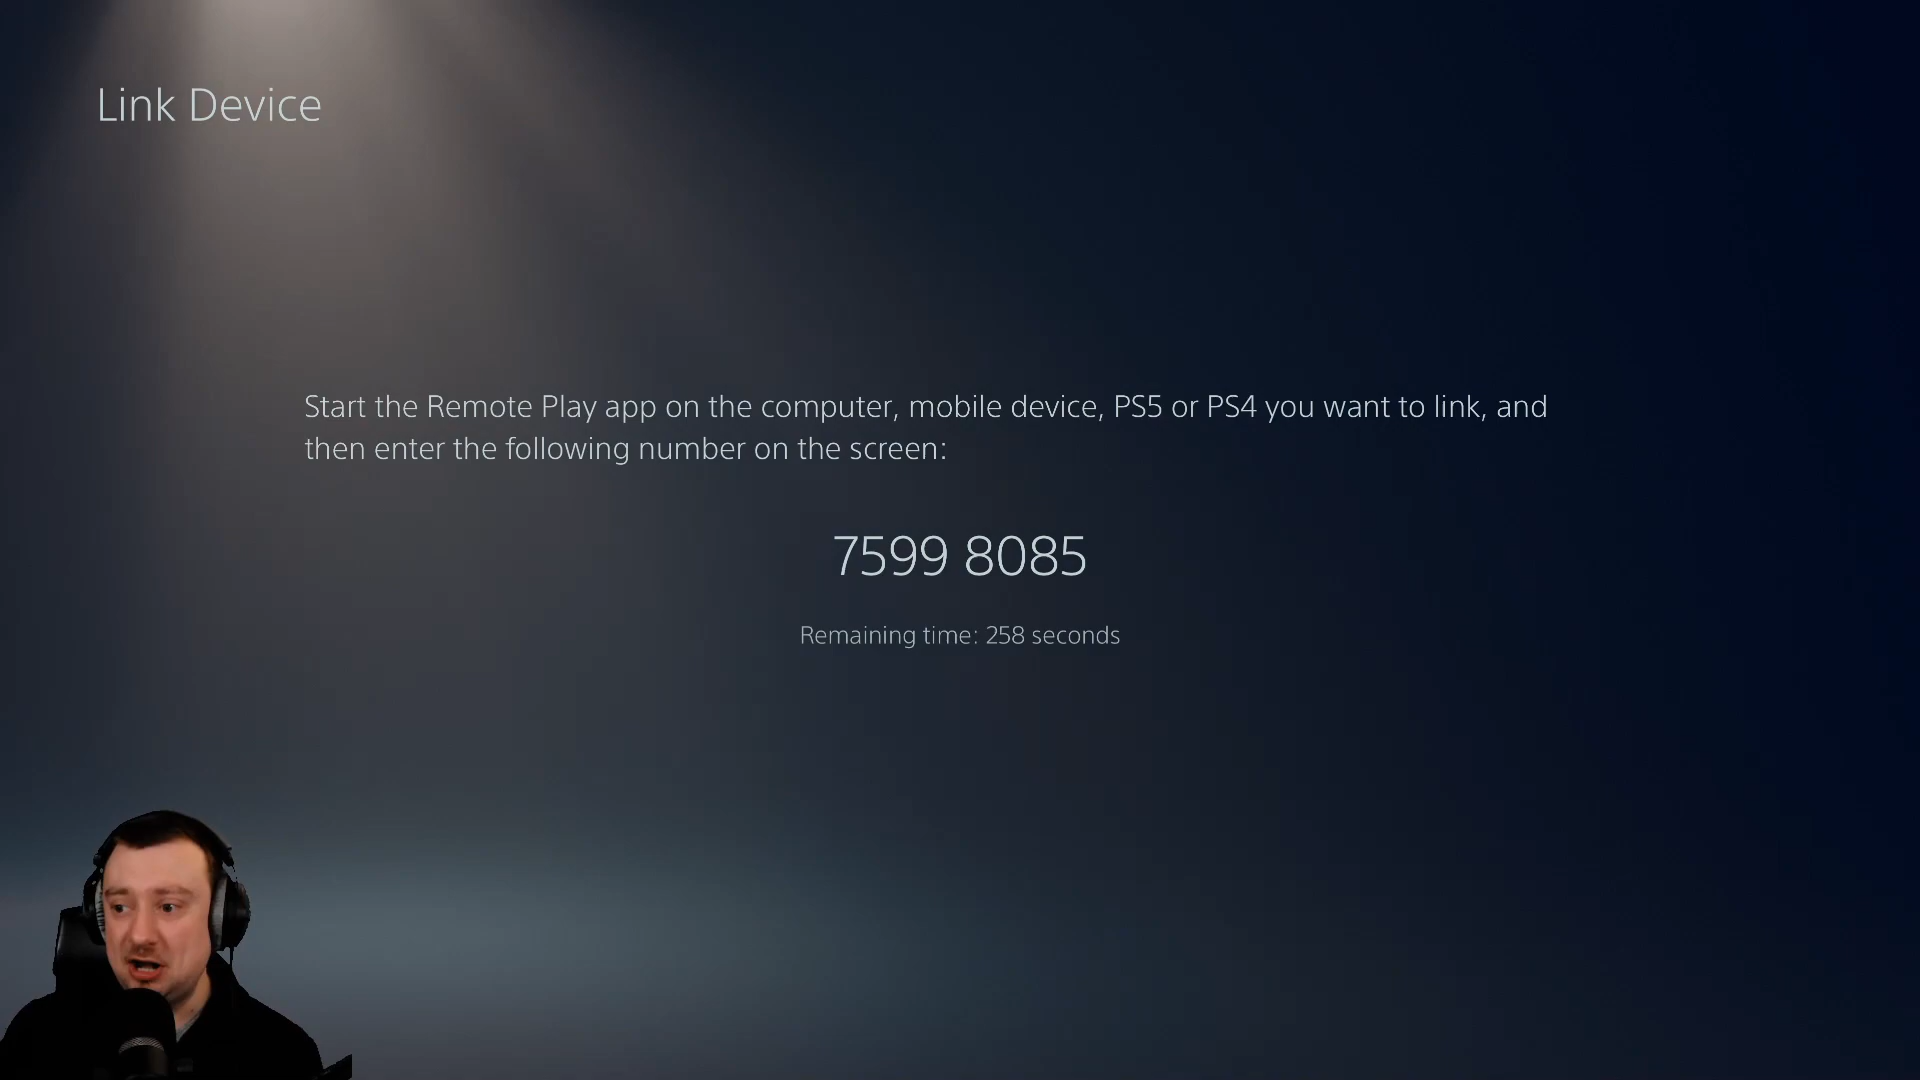 Link Device
Start the Remote Play app on the computer, mobile device, PS5 or PS4 you want to link, and
then enter the following number on the screen:
7599 8085
Remaining time: 258 seconds